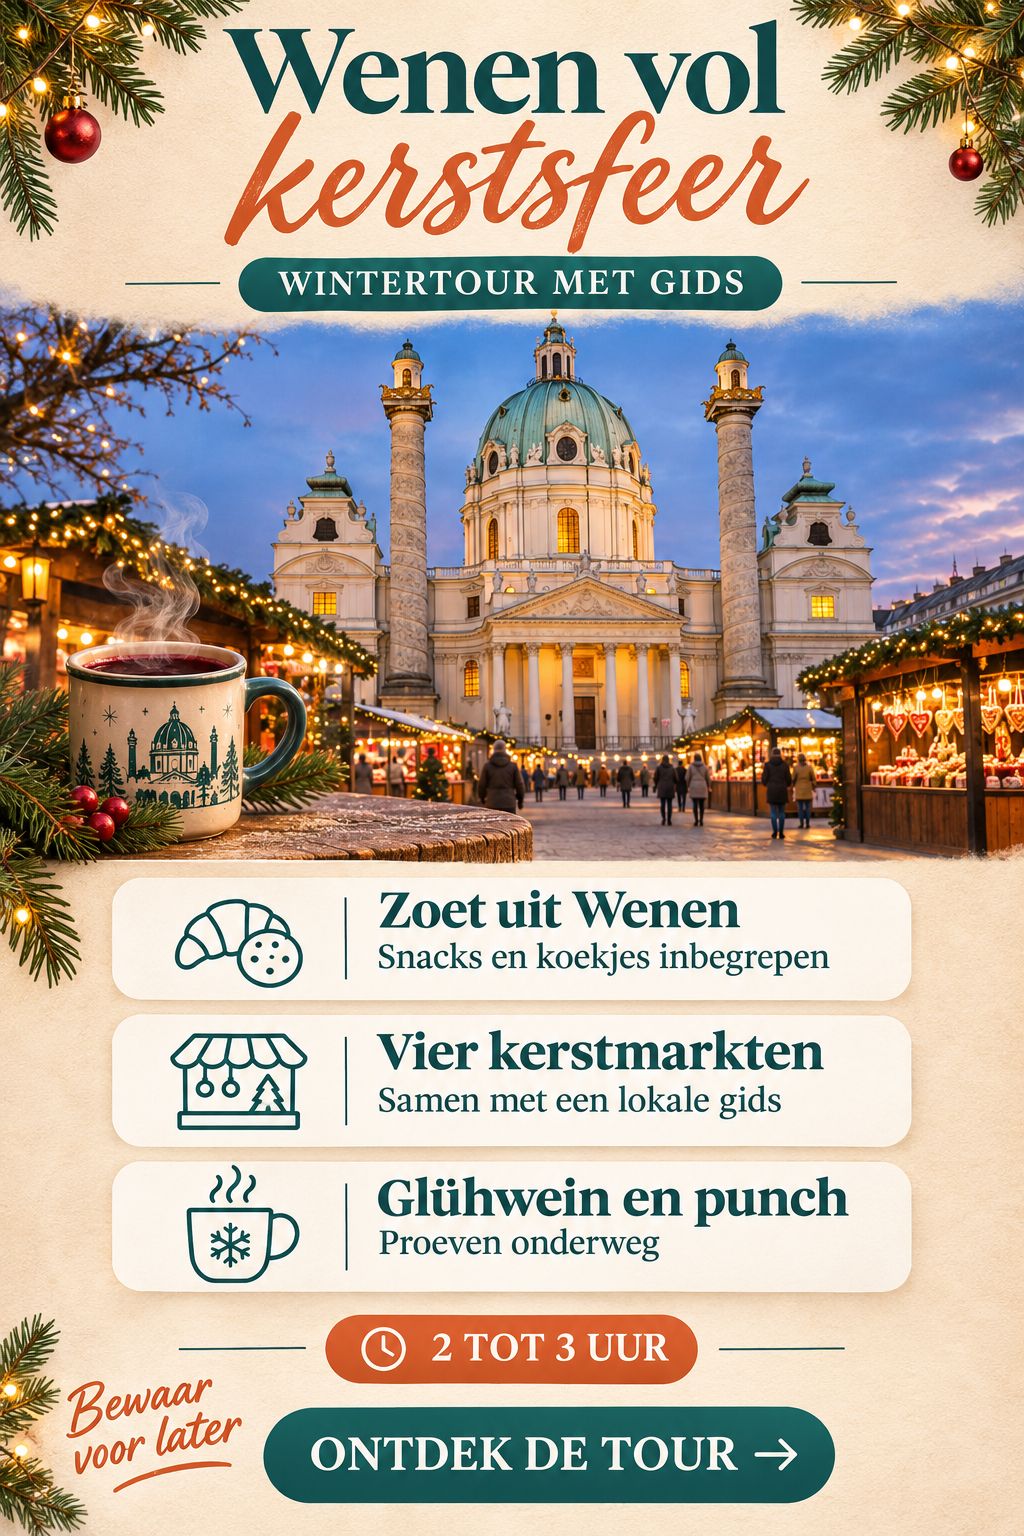 Wenen vol
kerstsfeer
WINTERTOUR MET GIDS
Zoet uit Wenen
Snacks en koekjes inbegrepen
Vier kerstmarkten
Samen met een lokale gids
Glühwein en punch
Proeven onderweg
2 TOT 3 UUR
Bewaar
voor later
ONTDEK DE TOUR →